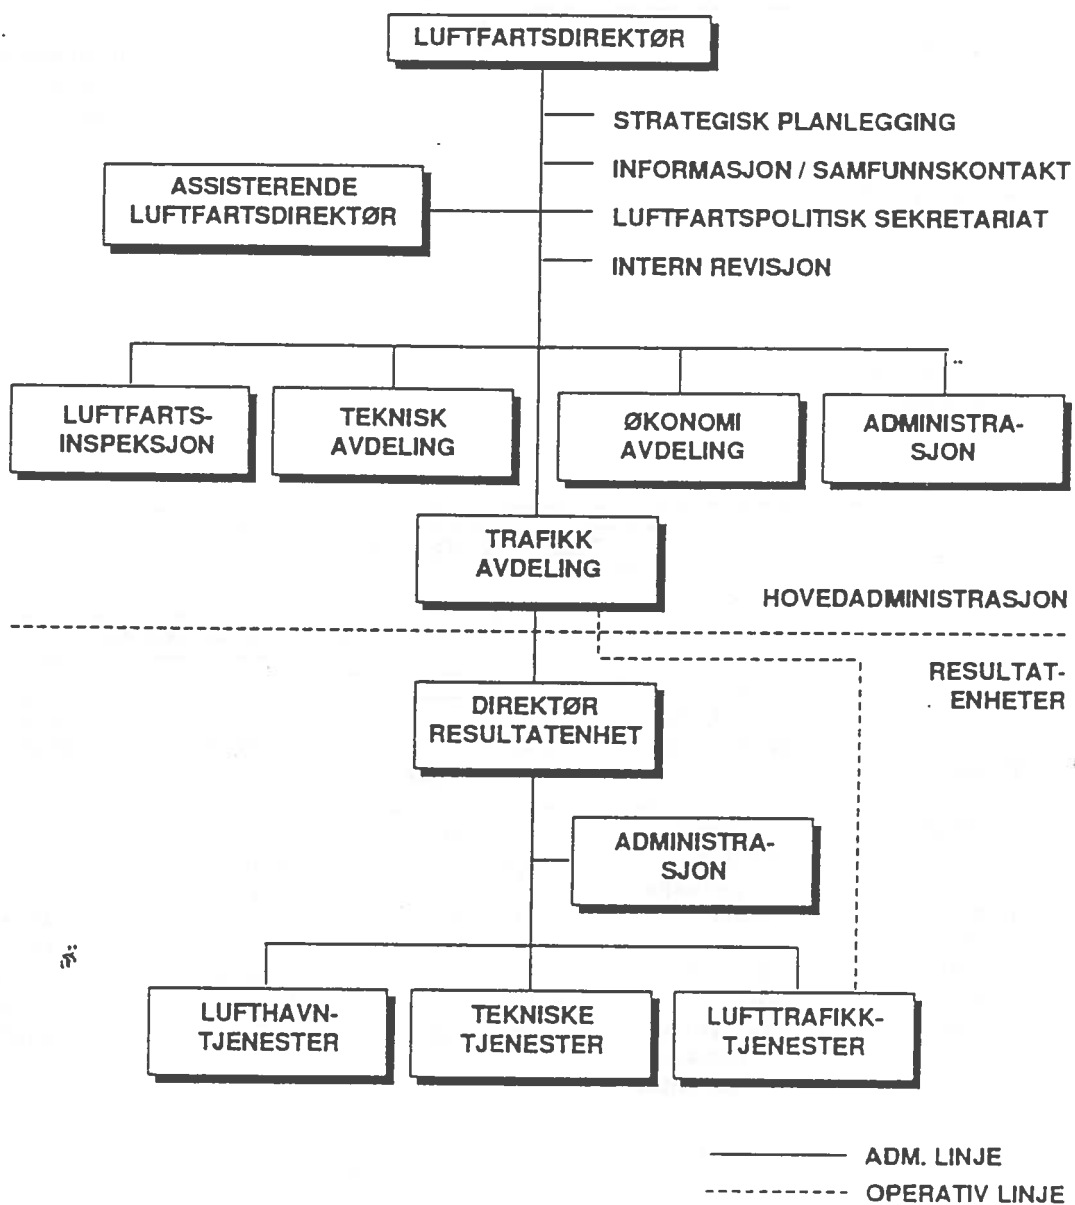 LUFTFARTSDIREKTØR
STRATEGISK PLANLEGGING
INFORMASJON / SAMFUNNSKONTAKT
ASSISTERENDE
LUFTFARTSDIREKTØR
LUFTFARTSPOLITISK SEKRETARIAT
INTERN REVISJON
LUFTFARTS-
INSPEKSJON
TEKNISK
AVDELING
ØKONOMI
AVDELING
ADMINISTRA-
SJON
TRAFIKK
AVDELING
HOVEDADMINISTRASJON
RESULTAT-
ENHETER
DIREKTØR
RESULTATENHET
ADMINISTRA-
SJON
LUFTHAVN-
TJENESTER
TEKNISKE
TJENESTER
LUFTTRAFIKK-
TJENESTER
ADM. LINJE
OPERATIV LINJE